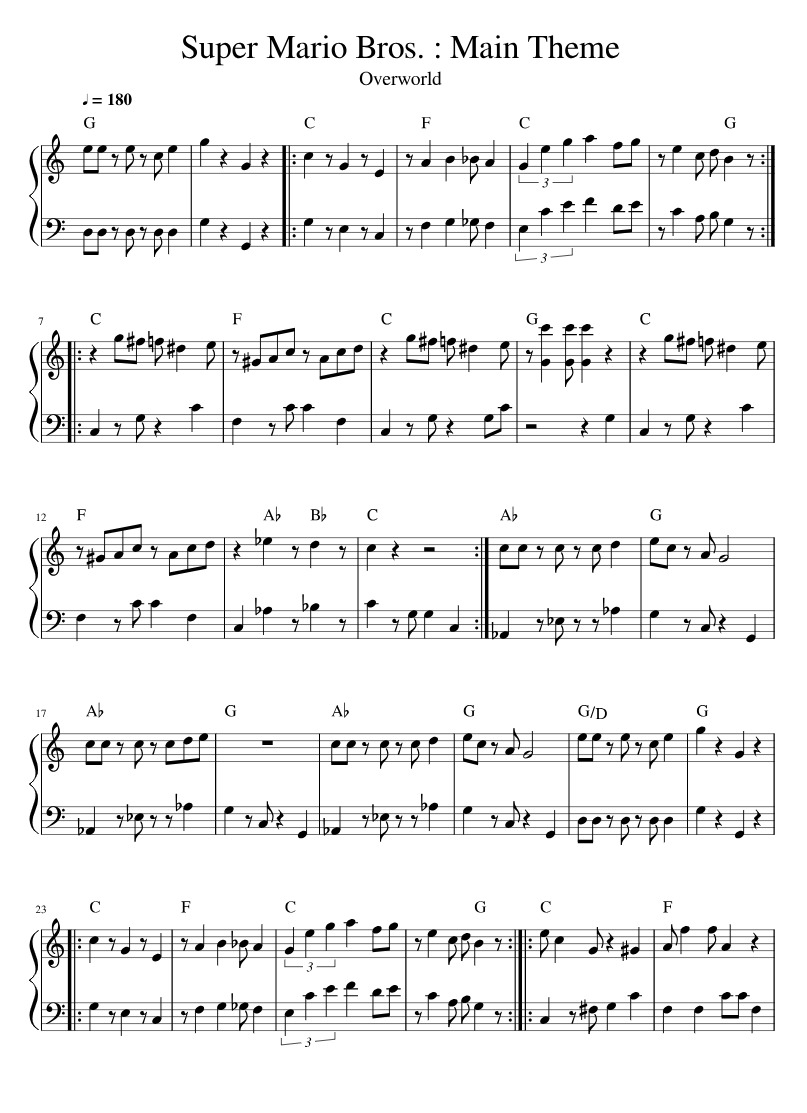 Super Mario Bros. : Main Theme
Overworld
♩ = 180
G C F C G
3
3
7 C F C G C
12 F A♭ B♭ C A♭ G
17 A♭ G A♭ G G/D G
23 C F C G C F
3
3